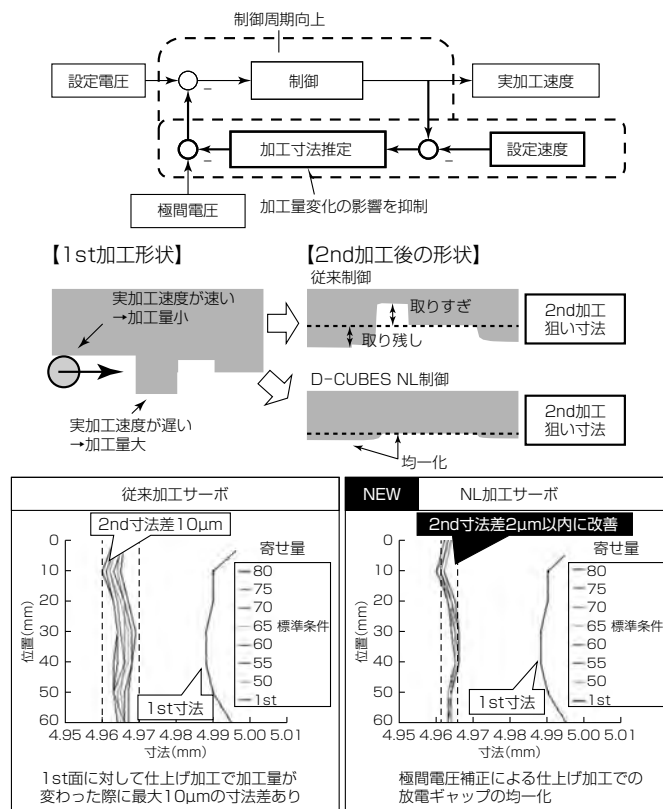 制御周期向上
設定電圧
制御
実加工速度
加工寸法推定
設定速度
極間電圧
加工量変化の影響を抑制
【1st加工形状】
【2nd加工後の形状】
実加工速度が速い
→加工量小
実加工速度が遅い
→加工量大
従来制御
取りすぎ
取り残し
2nd加工
狙い寸法
D-CUBES NL制御
均一化
2nd加工
狙い寸法
従来加工サーボ
2nd寸法差10μm
寄せ量
80
75
70
65 標準条件
60
55
50
1st
1st寸法
位置(mm)
0
10
20
30
40
50
60
4.95 4.96 4.97 4.98 4.99 5.00 5.01
寸法(mm)
1st面に対して仕上げ加工で加工量が
変わった際に最大10μmの寸法差あり
NEW
NL加工サーボ
2nd寸法差2μm以内に改善
寄せ量
80
75
70
65 標準条件
60
55
50
1st
1st寸法
位置(mm)
0
10
20
30
40
50
60
4.95 4.96 4.97 4.98 4.99 5.00 5.01
寸法(mm)
極間電圧補正による仕上げ加工での
放電ギャップの均一化